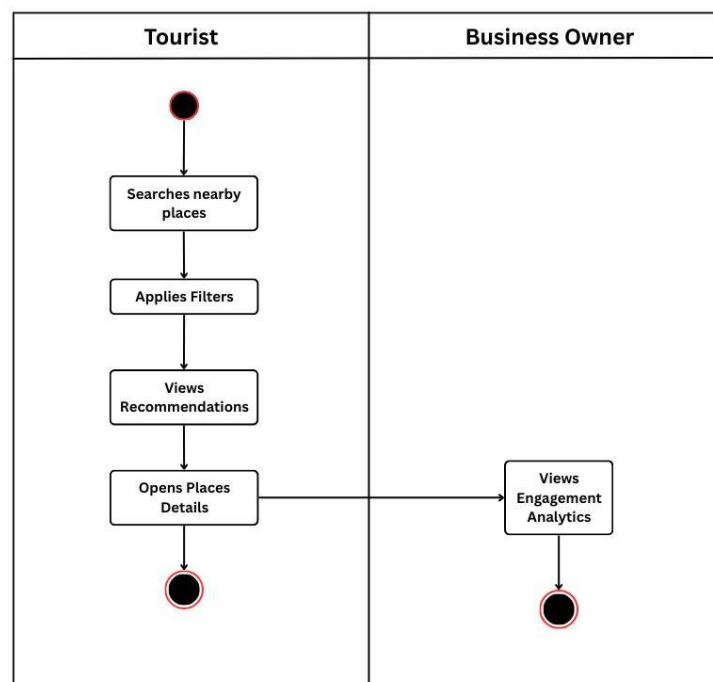 Tourist
Business Owner
Searches nearby
places
Applies Filters
Views
Recommendations
Opens Places
Details
Views
Engagement
Analytics